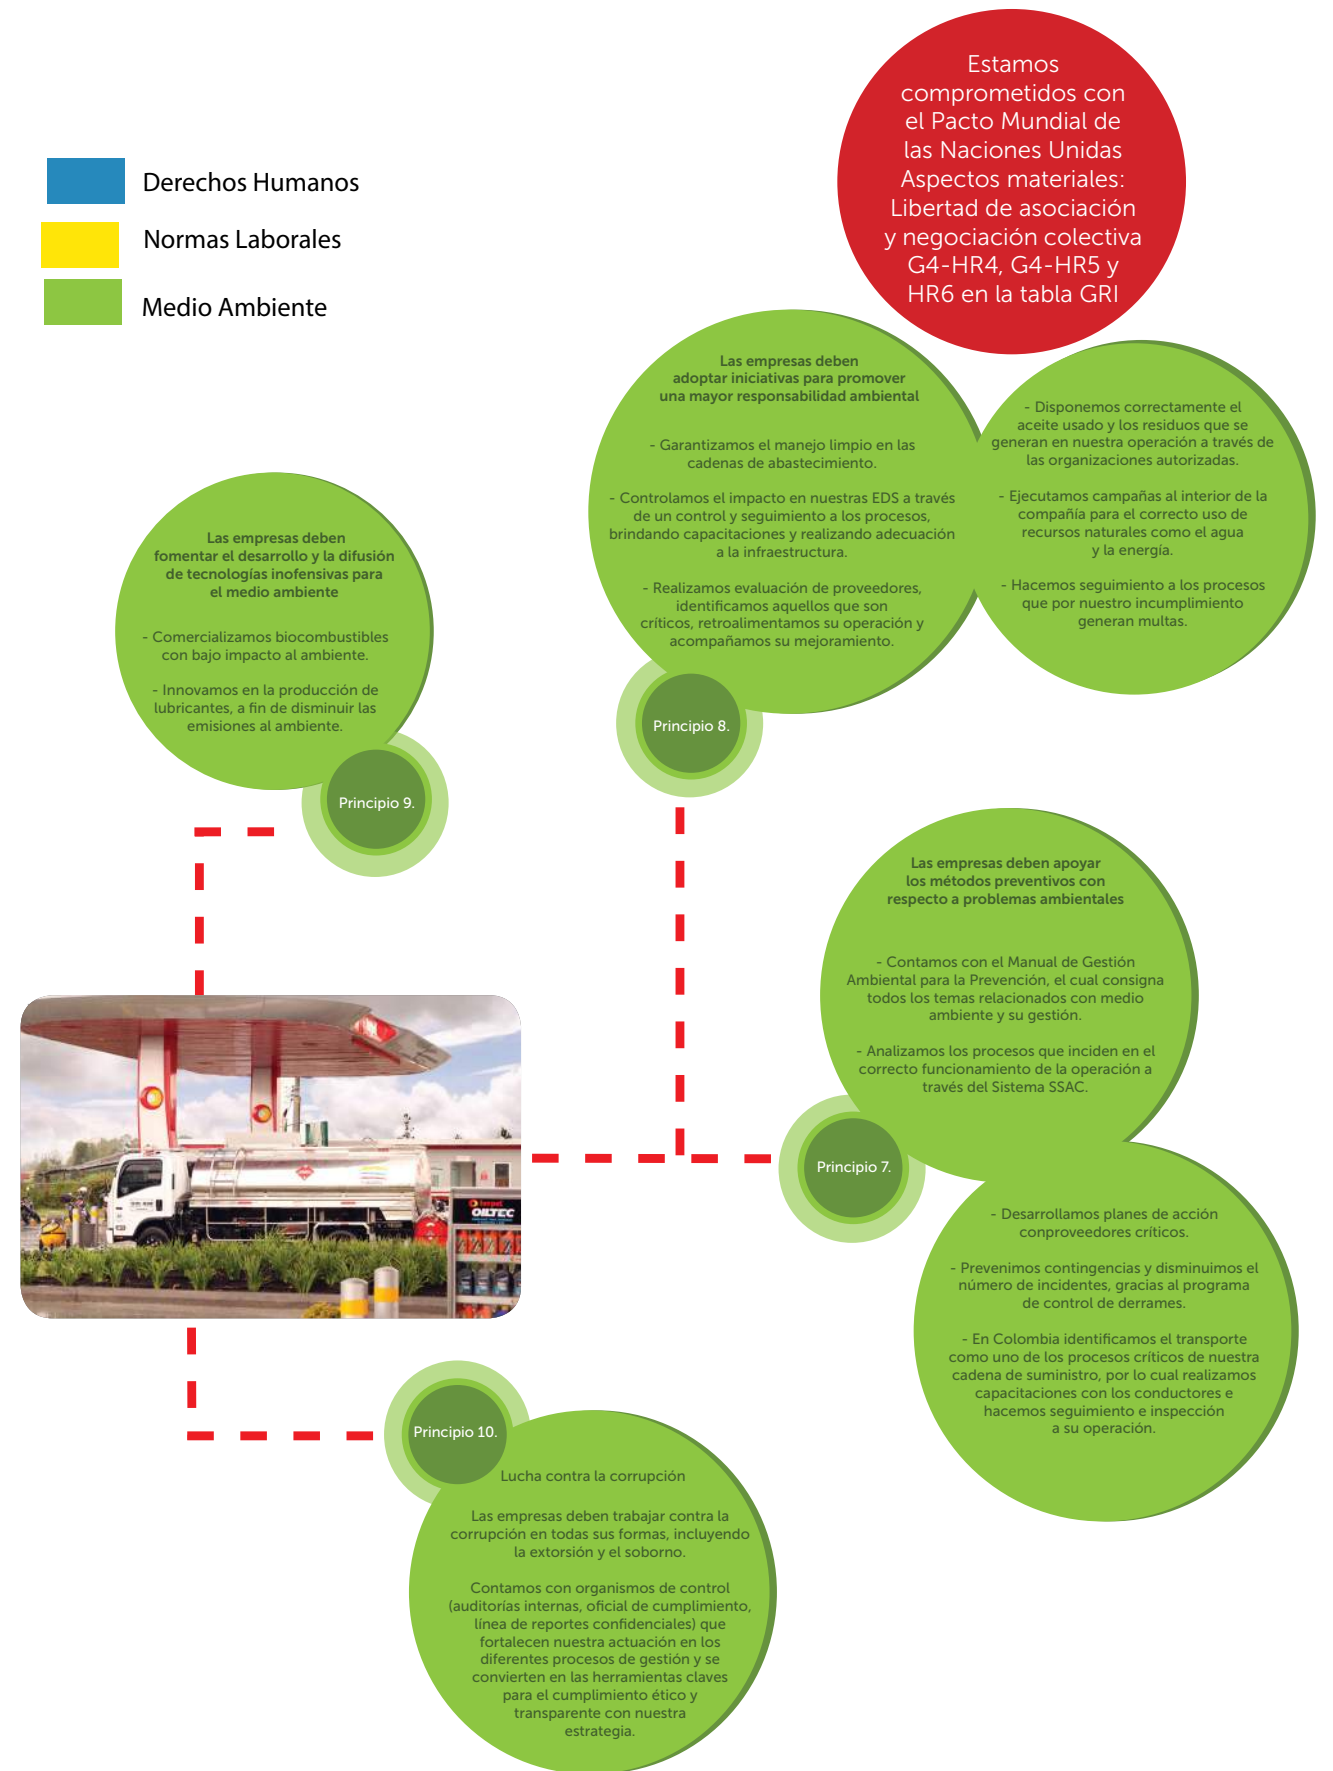 Estamos
comprometidos con
el Pacto Mundial de
las Naciones Unidas
Aspectos materiales:
Libertad de asociación
y negociación colectiva
G4-HR4, G4-HR5 y
HR6 en la tabla GRI
Derechos Humanos
Normas Laborales
Medio Ambiente
Las empresas deben
adoptar iniciativas para promover
una mayor responsabilidad ambiental
- Garantizamos el manejo limpio en las
cadenas de abastecimiento.
- Controlamos el impacto en nuestras EDS a través
de un control y seguimiento a los procesos,
brindando capacitaciones y realizando adecuación
a la infraestructura.
- Realizamos evaluación de proveedores,
identificamos aquellos que son
críticos, retroalimentamos su operación y
acompañamos su mejoramiento.
- Disponemos correctamente el
aceite usado y los residuos que se
generan en nuestra operación a través de
las organizaciones autorizadas.
- Ejecutamos campañas al interior de la
compañía para el correcto uso de
recursos naturales como el agua
y la energía.
- Hacemos seguimiento a los procesos
que por nuestro incumplimiento
generan multas.
Principio 8.
Las empresas deben
fomentar el desarrollo y la difusión
de tecnologías inofensivas para
el medio ambiente
- Comercializamos biocombustibles
con bajo impacto al ambiente.
- Innovamos en la producción de
lubricantes, a fin de disminuir las
emisiones al ambiente.
Principio 9.
Las empresas deben apoyar
los métodos preventivos con
respecto a problemas ambientales
- Contamos con el Manual de Gestión
Ambiental para la Prevención, el cual consigna
todos los temas relacionados con medio
ambiente y su gestión.
- Analizamos los procesos que inciden en el
correcto funcionamiento de la operación a
través del Sistema SSAC.
Principio 7.
- Desarrollamos planes de acción
conproveedores críticos.
- Prevenimos contingencias y disminuimos el
número de incidentes, gracias al programa
de control de derrames.
- En Colombia identificamos el transporte
como uno de los procesos críticos de nuestra
cadena de suministro, por lo cual realizamos
capacitaciones con los conductores e
hacemos seguimiento e inspección
a su operación.
terpel
OILTEC
Principio 10.
Lucha contra la corrupción
Las empresas deben trabajar contra la
corrupción en todas sus formas, incluyendo
la extorsión y el soborno.
Contamos con organismos de control
(auditorías internas, oficial de cumplimiento,
línea de reportes confidenciales) que
fortalecen nuestra actuación en los
diferentes procesos de gestión y se
convierten en las herramientas claves
para el cumplimiento ético y
transparente con nuestra
estrategia.